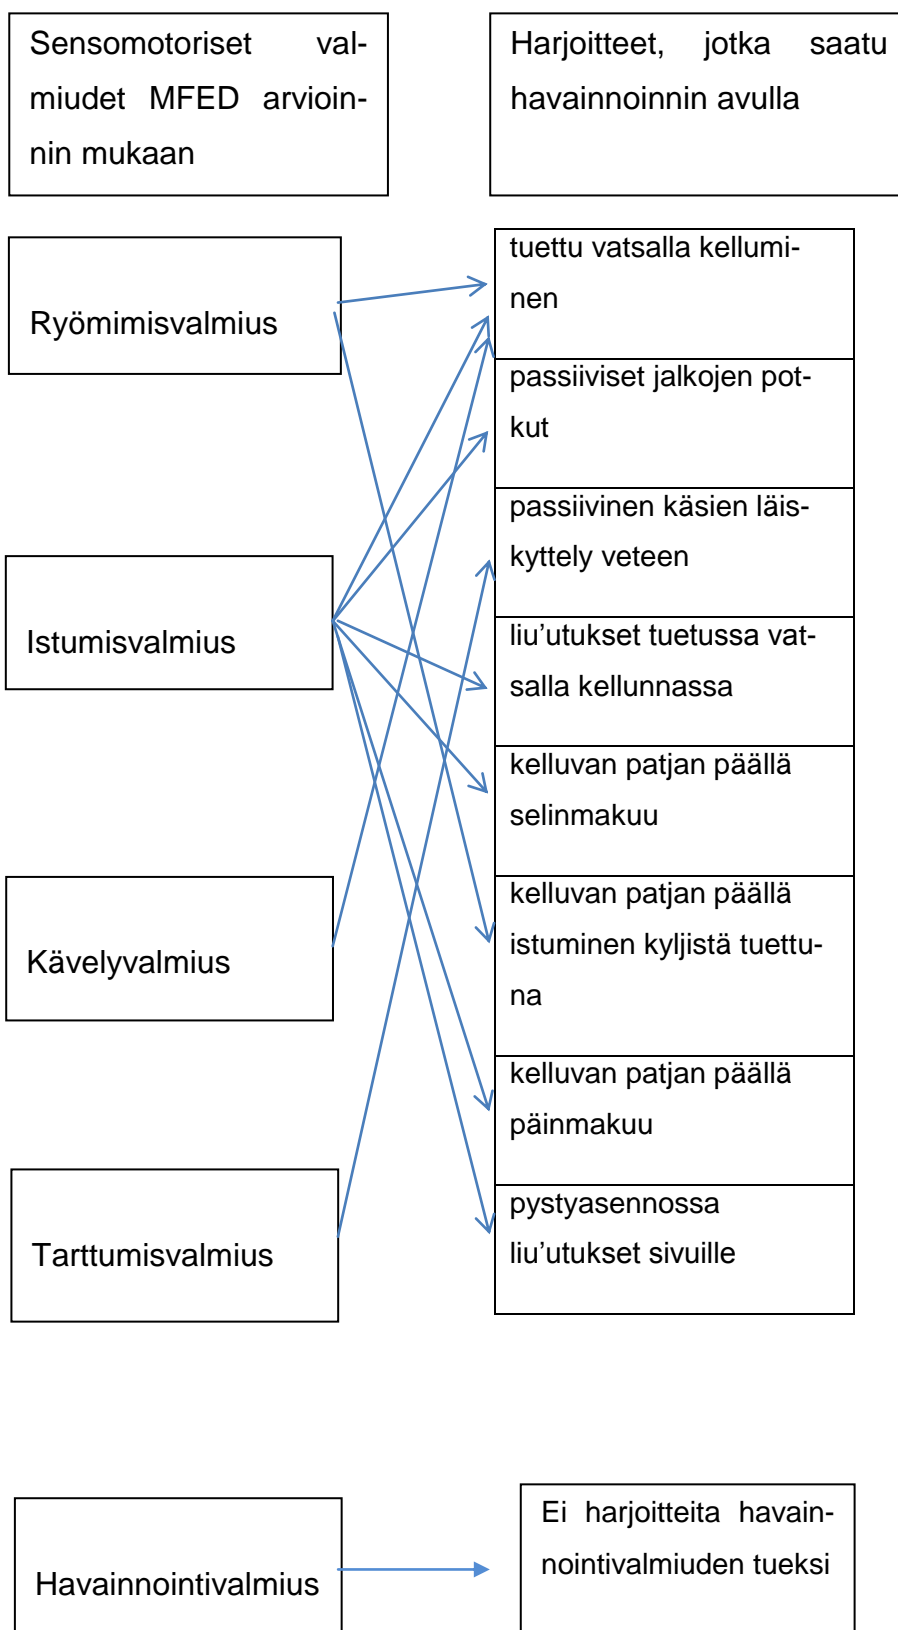 Sensomotoriset val-
miudet MFED arvioin-
nin mukaan
Harjoitteet, jotka saatu
havainnoinnin avulla
Ryömimisvalmius
Istumisvalmius
Kävelyvalmius
Tarttumisvalmius
tuettu vatsalla kellumi-
nen
passiiviset jalkojen pot-
kut
passiivinen käsien läis-
kyttely veteen
liu’utukset tuetussa vat-
salla kellunnassa
kelluvan patjan päällä
selinmakuu
kelluvan patjan päällä
istuminen kyljistä tuettu-
na
kelluvan patjan päällä
päinmakuu
pystyasennossa
liu’utukset sivuille
Havainnointivalmius
Ei harjoitteita havain-
nointivalmiuden tueksi